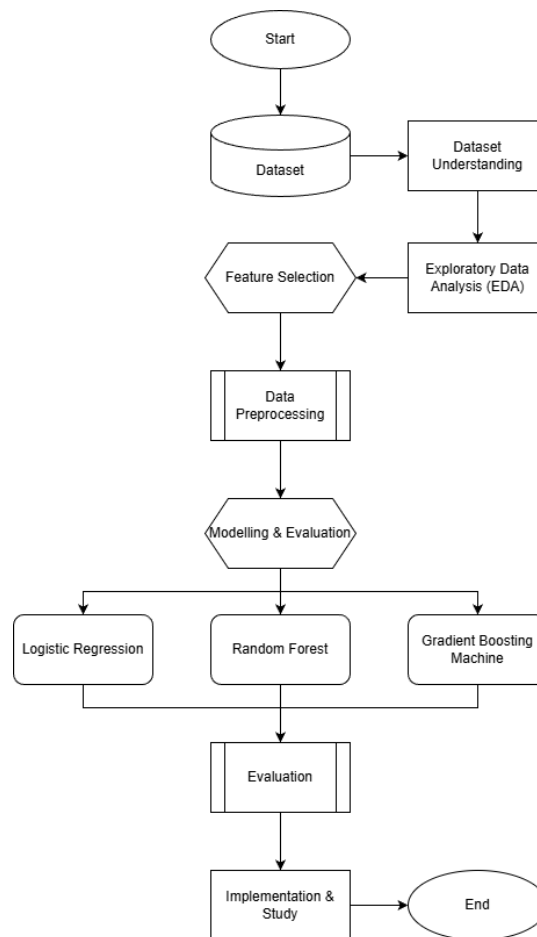 Start
Dataset
Dataset
Understanding
Feature Selection
Exploratory Data
Analysis (EDA)
Data
Preprocessing
Modelling & Evaluation
Logistic Regression
Random Forest
Gradient Boosting
Machine
Evaluation
Implementation &
Study
End